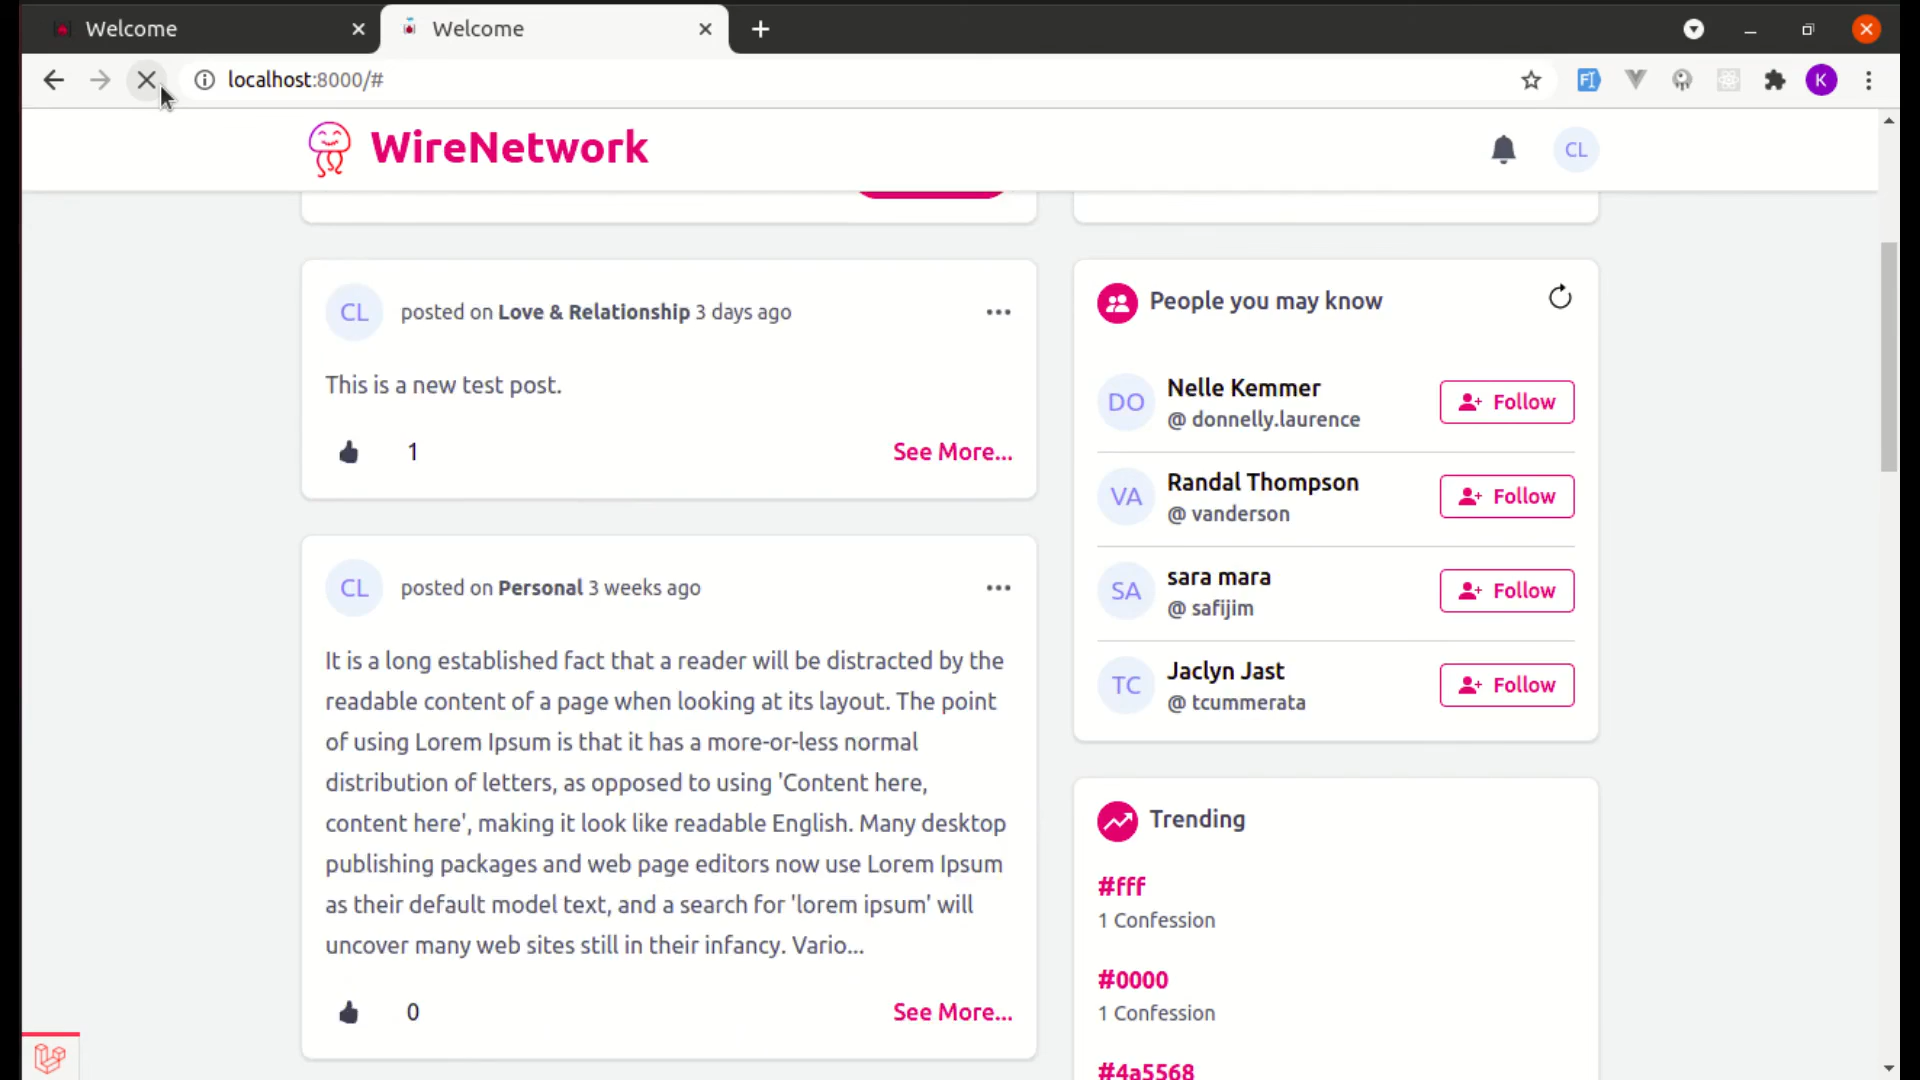 Welcome
Welcome
localhost:8000/#
K
WireNetwork
CL
CL posted on Love & Relationship 3 days ago
This is a new test post.
1 See More...
CL posted on Personal 3 weeks ago
It is a long established fact that a reader will be distracted by the
readable content of a page when looking at its layout. The point
of using Lorem Ipsum is that it has a more-or-less normal
distribution of letters, as opposed to using 'Content here,
content here', making it look like readable English. Many desktop
publishing packages and web page editors now use Lorem Ipsum
as their default model text, and a search for 'lorem ipsum' will
uncover many web sites still in their infancy. Vario...
0 See More...
People you may know
DO Nelle Kemmer
@ donnelly.laurence
Follow
VA Randal Thompson
@ vanderson
Follow
SA sara mara
@ safijim
Follow
TC Jaclyn Jast
@ tcummerata
Follow
Trending
#fff
1 Confession
#0000
1 Confession
#4a5568